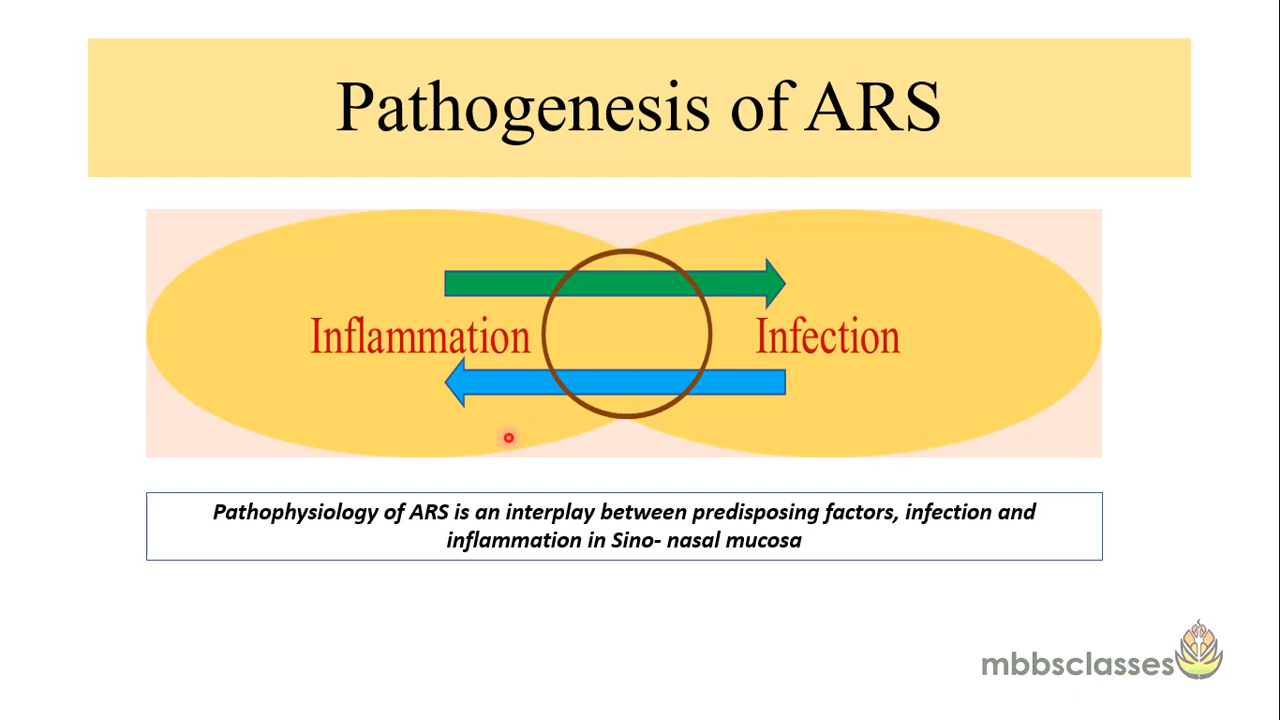 Pathogenesis of ARS
Inflammation
Infection
Pathophysiology of ARS is an interplay between predisposing factors, infection and
inflammation in Sino- nasal mucosa
mbbsclasses